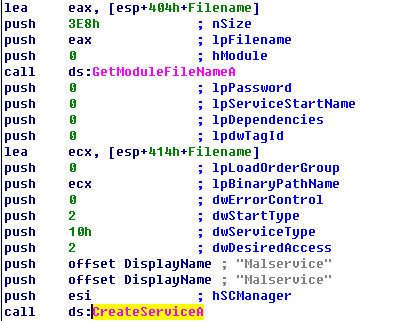 lea eax, [esp+404h+Filename]
push 3E8h ; nSize
push eax ; lpFilename
push 0 ; hModule
call ds:GetModuleFileNameA
push 0 ; lpPassword
push 0 ; lpServiceStartName
push 0 ; lpDependencies
push 0 ; lpdwTagId
lea ecx, [esp+414h+Filename]
push 0 ; lpLoadOrderGroup
push ecx ; lpBinaryPathName
push 0 ; dwErrorControl
push 2 ; dwStartType
push 10h ; dwServiceType
push 2 ; dwDesiredAccess
push offset DisplayName ; "Malservice"
push offset DisplayName ; "Malservice"
push esi ; hSCManager
call ds:CreateServiceA